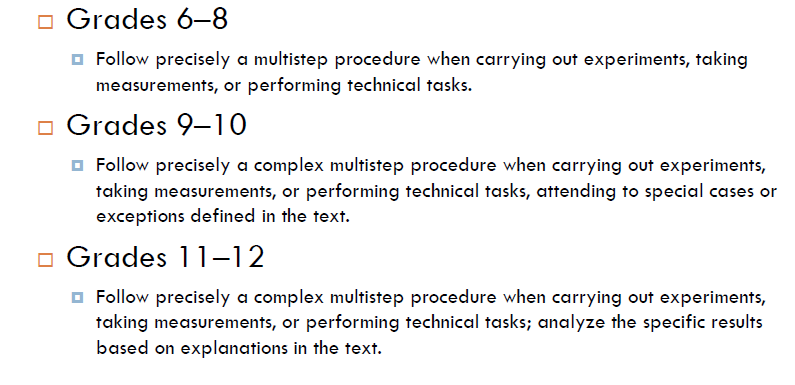 Grades 6–8
Follow precisely a multistep procedure when carrying out experiments, taking
measurements, or performing technical tasks.
Grades 9–10
Follow precisely a complex multistep procedure when carrying out experiments,
taking measurements, or performing technical tasks, attending to special cases or
exceptions defined in the text.
Grades 11–12
Follow precisely a complex multistep procedure when carrying out experiments,
taking measurements, or performing technical tasks; analyze the specific results
based on explanations in the text.